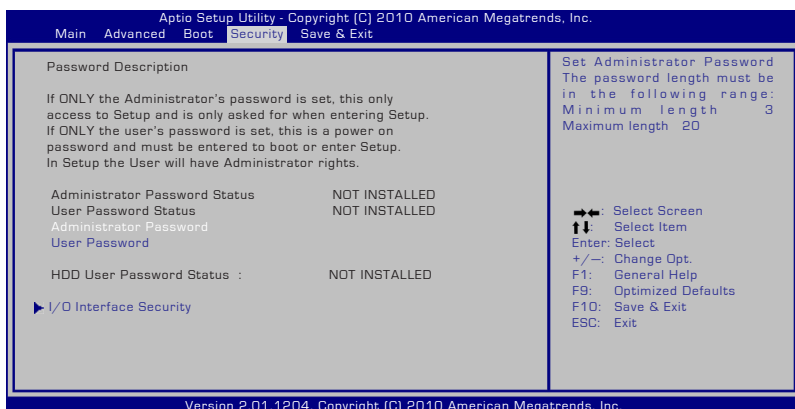 Aptio Setup Utility - Copyright (C) 2010 American Megatrends, Inc.
Main Advanced Boot Security Save & Exit
Password Description
If ONLY the Administrator's password is set, this only
access to Setup and is only asked for when entering Setup.
If ONLY the user's password is set, this is a power on
password and must be entered to boot or enter Setup.
In Setup the User will have Administrator rights.
Administrator Password Status NOT INSTALLED
User Password Status NOT INSTALLED
Administrator Password
User Password
HDD User Password Status : NOT INSTALLED
I/O Interface Security
Set Administrator Password
The password length must be
in the following range:
Minimum length 3
Maximum length 20
→←: Select Screen
↑↓: Select Item
Enter: Select
+/—: Change Opt.
F1: General Help
F9: Optimized Defaults
F10: Save & Exit
ESC: Exit
Version 2.01.1204. Copyright (C) 2010 American Megatrends, Inc.